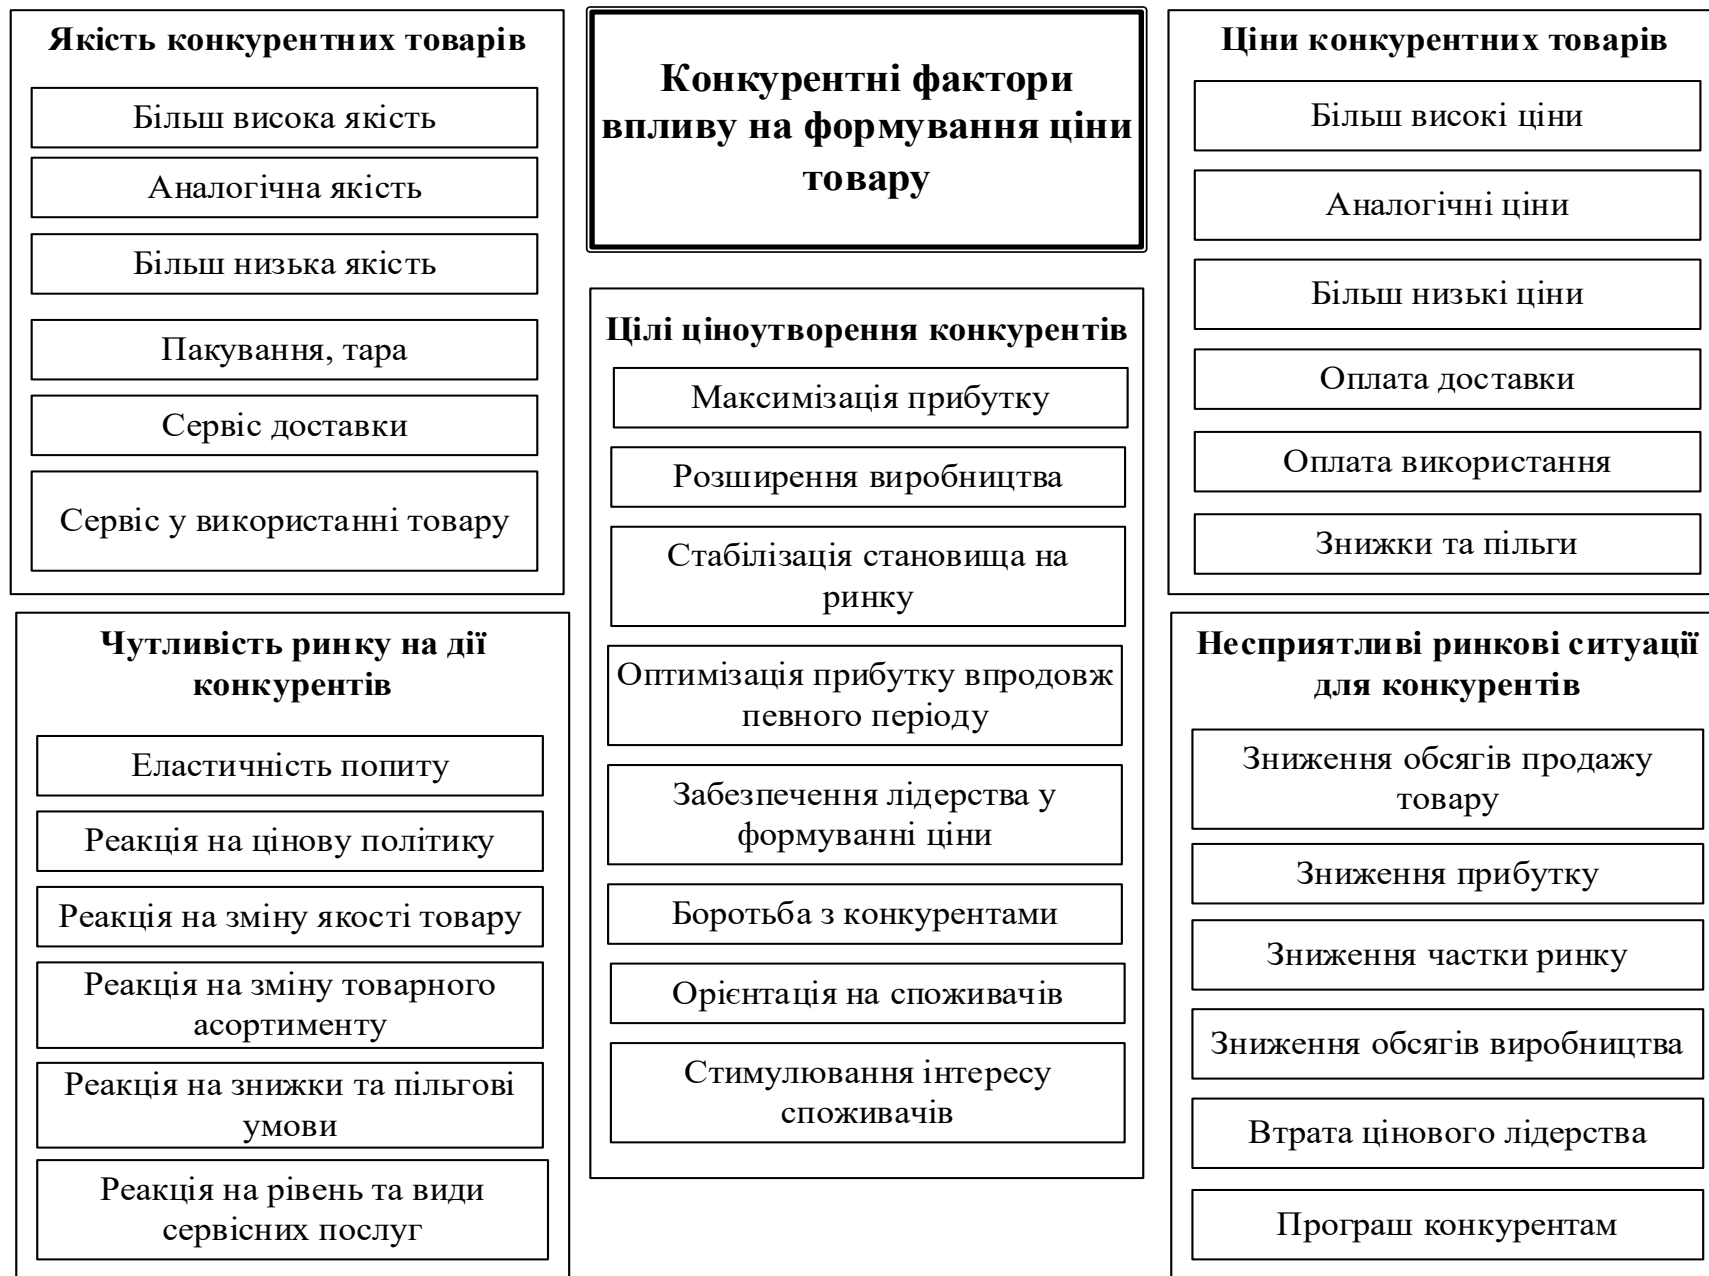 Якість конкурентних товарів
Більш висока якість
Аналогічна якість
Більш низька якість
Пакування, тара
Сервіс доставки
Сервіс у використанні товару
Конкурентні фактори
впливу на формування ціни
товару
Ціни конкурентних товарів
Більш високі ціни
Аналогічні ціни
Більш низькі ціни
Оплата доставки
Оплата використання
Знижки та пільги
Цілі ціноутворення конкурентів
Максимізація прибутку
Розширення виробництва
Стабілізація становища на
ринку
Оптимізація прибутку впродовж
певного періоду
Забезпечення лідерства у
формуванні ціни
Боротьба з конкурентами
Орієнтація на споживачів
Стимулювання інтересу
споживачів
Чутливість ринку на дії
конкурентів
Еластичність попиту
Реакція на цінову політику
Реакція на зміну якості товару
Реакція на зміну товарного
асортименту
Реакція на знижки та пільгові
умови
Реакція на рівень та види
сервісних послуг
Несприятливі ринкові ситуації
для конкурентів
Зниження обсягів продажу
товару
Зниження прибутку
Зниження частки ринку
Зниження обсягів виробництва
Втрата цінового лідерства
Програш конкурентам